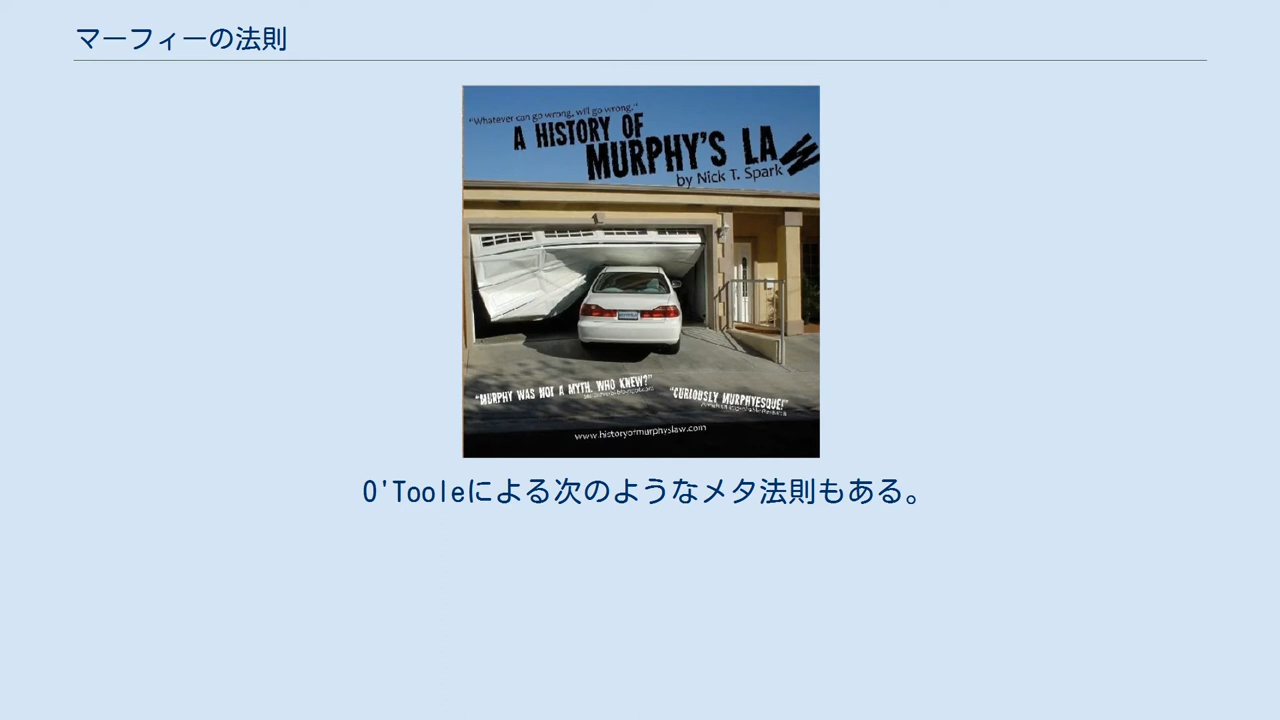 マーフィーの法則
"Whatever can go wrong, will go wrong."
A HISTORY OF
MURPHY'S LAW
by Nick T. Spark
"MURPHY WAS NOT A MYTH. WHO KNEW?"
"CURIOUSLY MURPHYESQUE!"
www.historyofmurphyslaw.com
O'Tooleによる次のようなメタ法則もある。